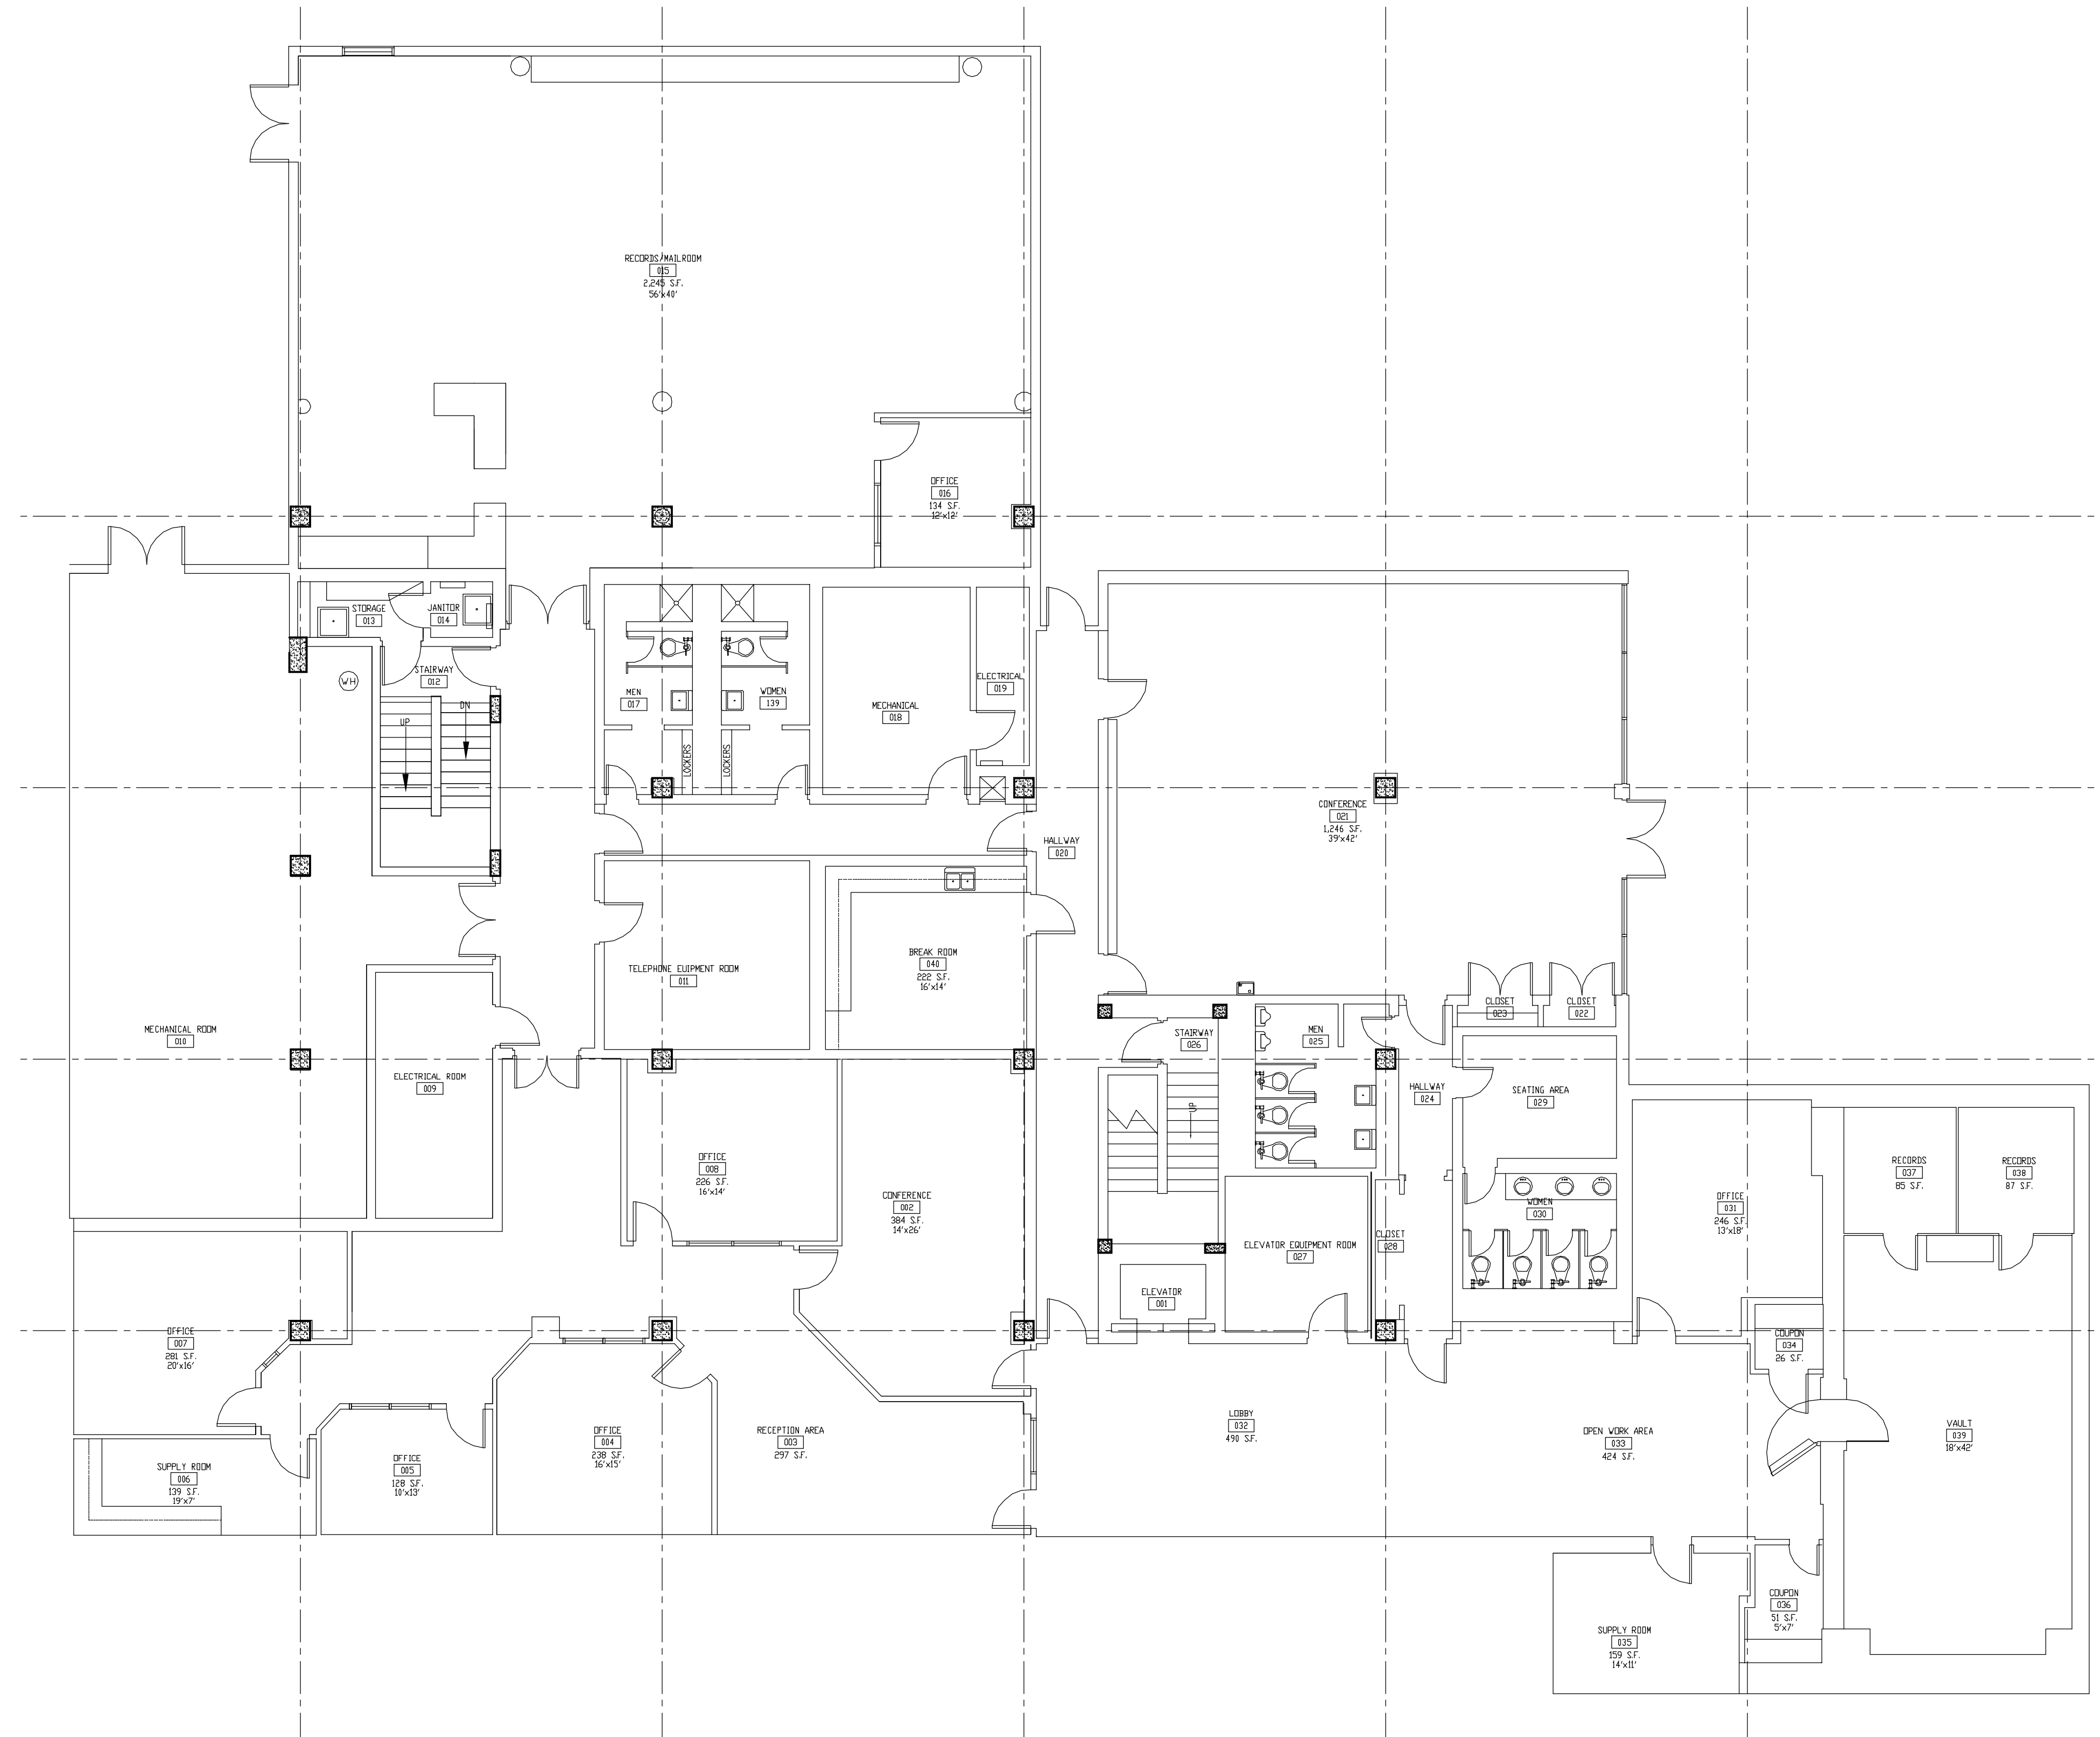 RECORDS/MAILROOM
015
2,245 S.F.
56'x40'
OFFICE
016
134 S.F.
12'x12'
STORAGE
013
JANITOR
014
STAIRWAY
012
WH
UP
DN
MEN
017
WOMEN
139
LOCKERS
LOCKERS
MECHANICAL
018
ELECTRICAL
019
HALLWAY
020
CONFERENCE
021
1,246 S.F.
39'x42'
TELEPHONE EUIPMENT ROOM
011
BREAK ROOM
040
222 S.F.
16'x14'
MECHANICAL ROOM
010
ELECTRICAL ROOM
009
CLOSET
023
CLOSET
022
STAIRWAY
026
UP
MEN
025
HALLWAY
024
SEATING AREA
029
OFFICE
008
226 S.F.
16'x14'
CONFERENCE
002
384 S.F.
14'x26'
ELEVATOR EQUIPMENT ROOM
027
CLOSET
028
WOMEN
030
OFFICE
031
246 S.F.
13'x18'
RECORDS
037
85 S.F.
RECORDS
038
87 S.F.
ELEVATOR
001
OFFICE
007
281 S.F.
20'x16'
COUPON
034
26 S.F.
SUPPLY ROOM
006
139 S.F.
19'x7'
OFFICE
005
128 S.F.
10'x13'
OFFICE
004
238 S.F.
16'x15'
RECEPTION AREA
003
297 S.F.
LOBBY
032
490 S.F.
OPEN WORK AREA
033
424 S.F.
VAULT
039
18'x42'
SUPPLY ROOM
035
159 S.F.
14'x11'
COUPON
036
51 S.F.
5'x7'